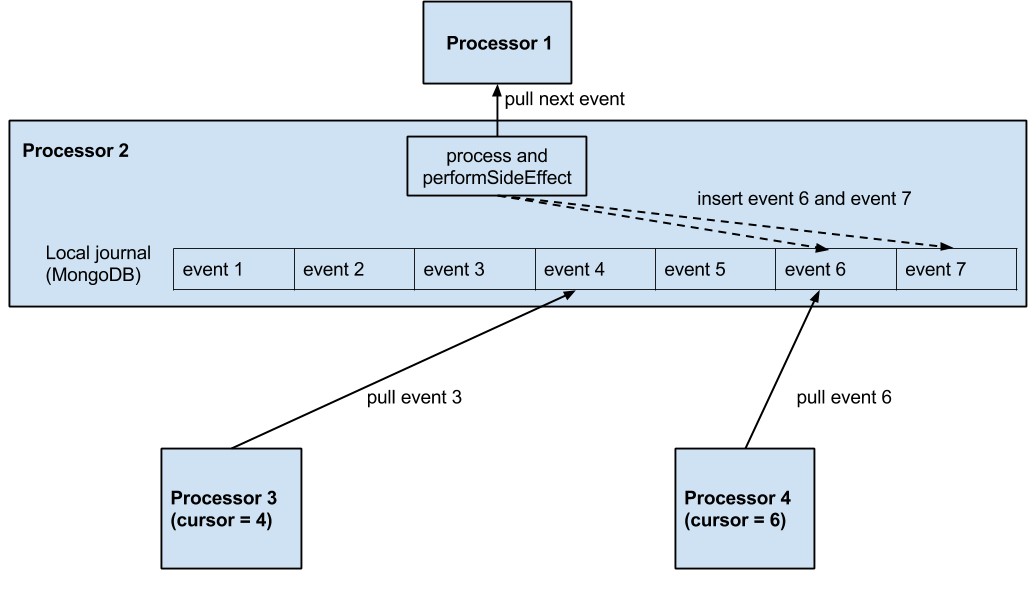 Processor 1
pull next event
Processor 2
process and
performSideEffect
insert event 6 and event 7
Local journal
(MongoDB)
event 1
event 2
event 3
event 4
event 5
event 6
event 7
pull event 3
pull event 6
Processor 3
(cursor = 4)
Processor 4
(cursor = 6)